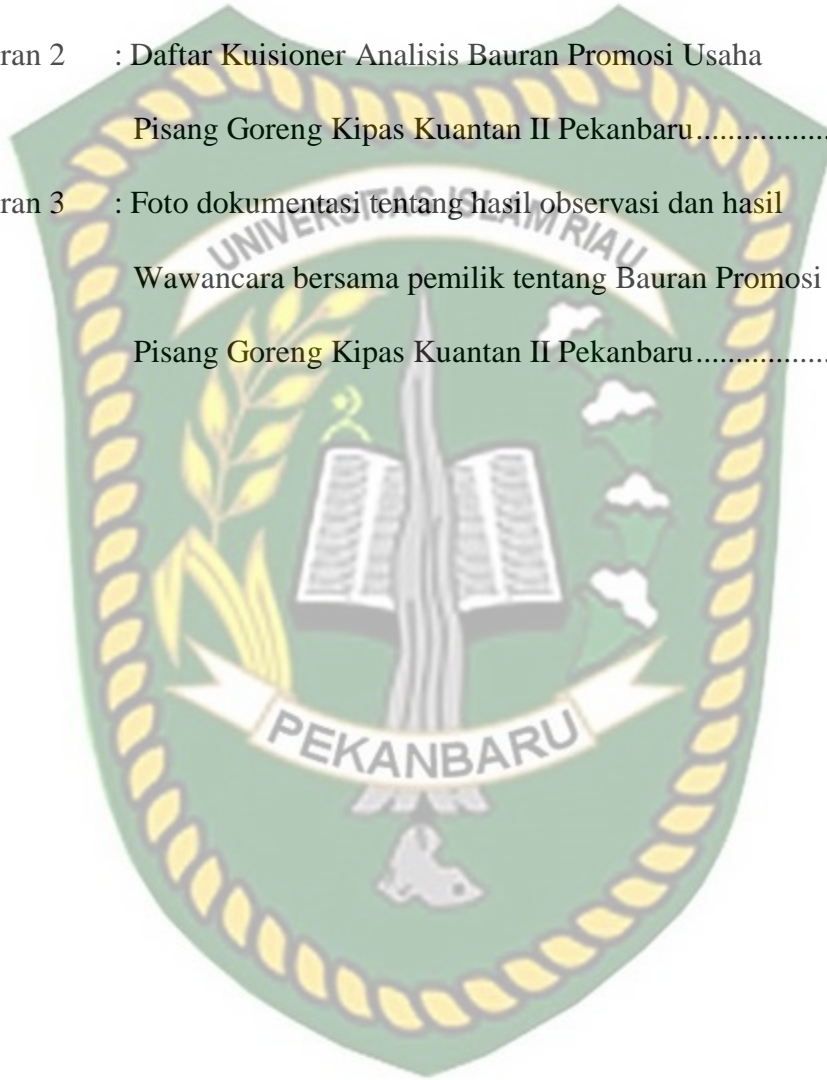 ran 2 : Daftar Kuisioner Analisis Bauran Promosi Usaha
Pisang Goreng Kipas Kuantan II Pekanbaru.................
ran 3 : Foto dokumentasi tentang hasil observasi dan hasil
UNIVERSITAS ISLAM RIAU
Wawancara bersama pemilik tentang Bauran Promosi
Pisang Goreng Kipas Kuantan II Pekanbaru.................
PEKANBARU